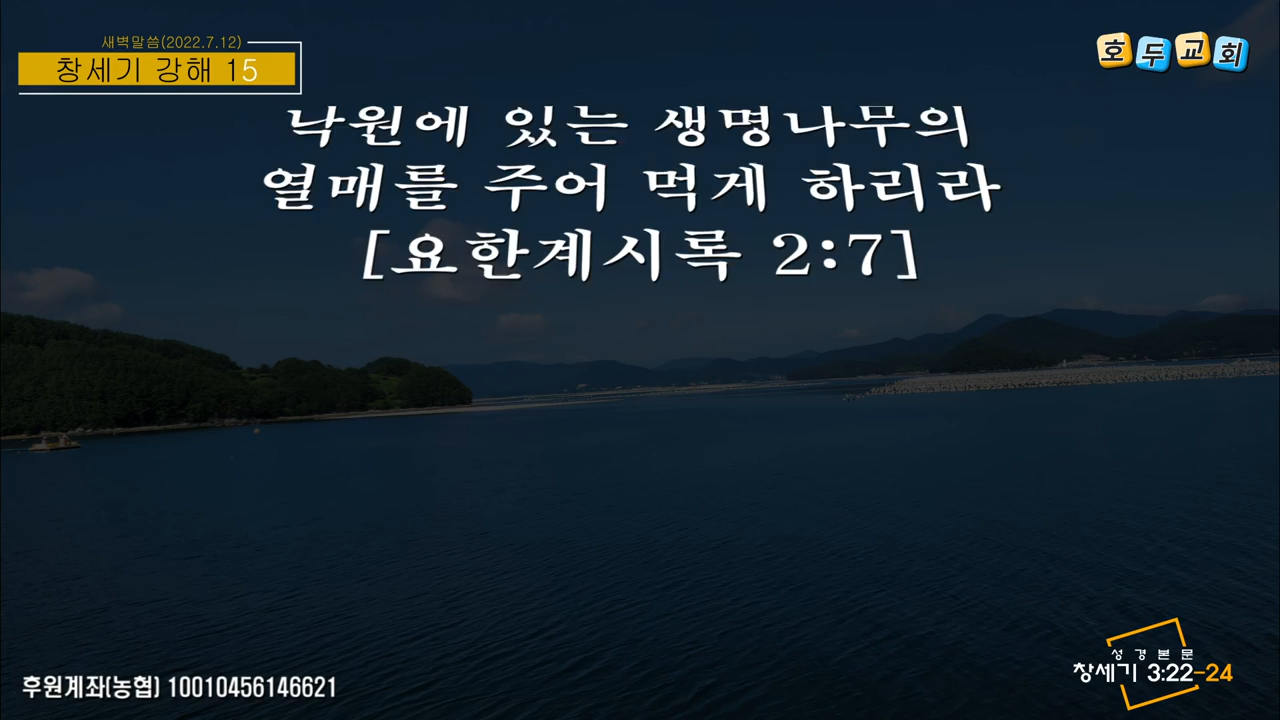 새벽말씀(2022.7.12)
창세기 강해 15
호두교회
낙원에 있는 생명나무의
열매를 주어 먹게 하리라
[요한계시록 2:7]
성경본문
창세기 3:22-24
후원계좌(농협) 10010456146621